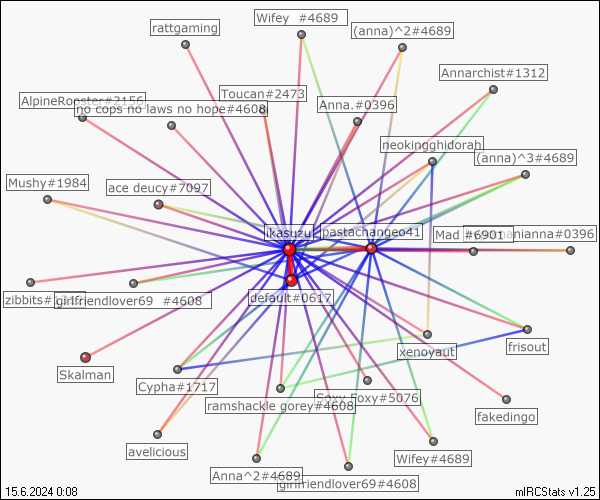 Wifey #4689
rattgaming
(anna)^2#4689
Annarchist#1312
Toucan#2473
AlpineRooster#2156
no cops no laws no hope#4608
Anna.#0396
neokingghidorah
(anna)^3#4689
Mushy#1984
ace deucy#7097
ikasuzu
pastachangeo41
Mad #6901
mianna#0396
default#0617
zibbits#
girlfriendlover69 #4608
xenoyaut
frisout
Skalman
Cypha#1717
Soxy Foxy#5076
ramshackle gorey#4608
fakedingo
avelicious
Wifey#4689
Anna^2#4689
girlfriendlover69#4608
15.6.2024 0:08
mIRCStats v1.25